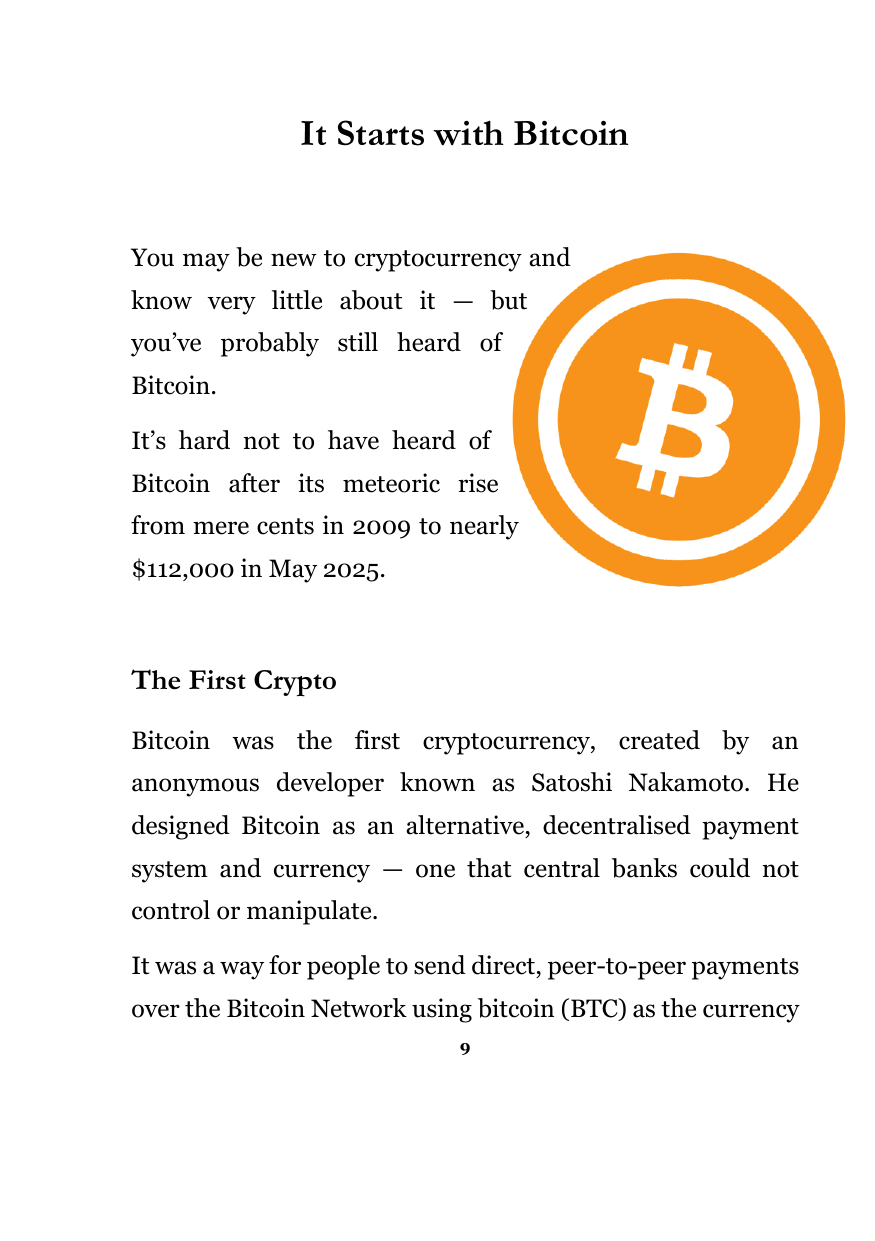 It Starts with Bitcoin
You may be new to cryptocurrency and
know very little about it — but
you’ve probably still heard of
Bitcoin.
It’s hard not to have heard of
Bitcoin after its meteoric rise
from mere cents in 2009 to nearly
$112,000 in May 2025.
The First Crypto
Bitcoin was the first cryptocurrency, created by an
anonymous developer known as Satoshi Nakamoto. He
designed Bitcoin as an alternative, decentralised payment
system and currency — one that central banks could not
control or manipulate.
It was a way for people to send direct, peer-to-peer payments
over the Bitcoin Network using bitcoin (BTC) as the currency
9